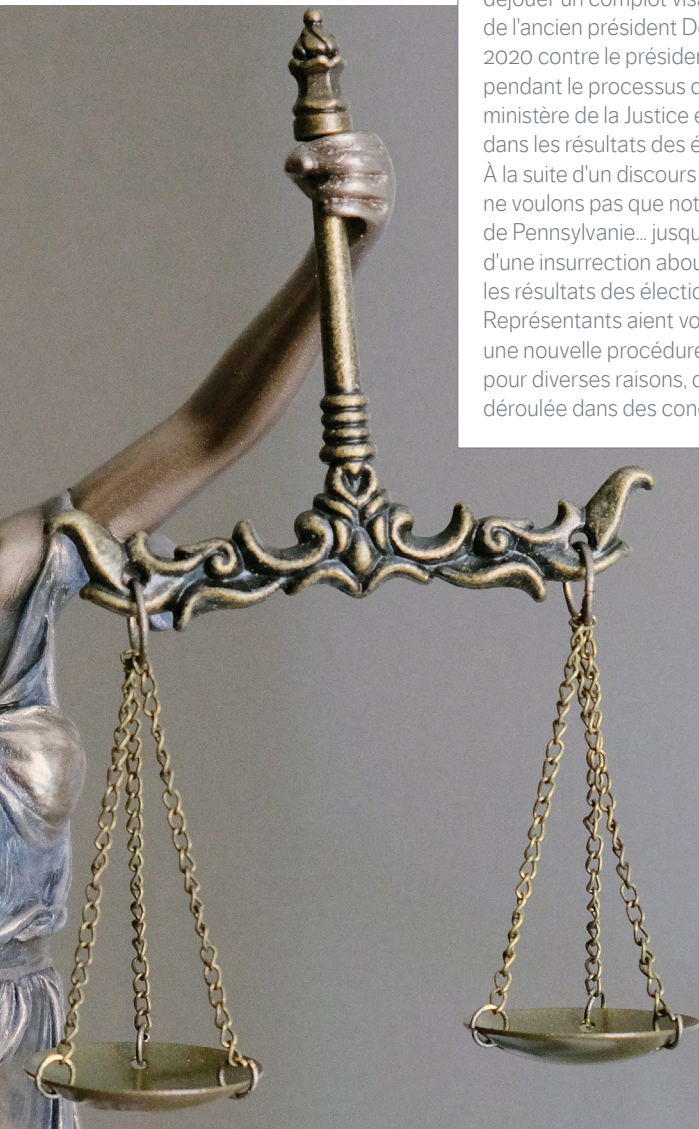 déjouer un complot visa
de l'ancien président Do
2020 contre le présiden
pendant le processus d
ministère de la Justice e
dans les résultats des é
À la suite d'un discours
ne voulons pas que not
de Pennsylvanie... jusqu
d'une insurrection abou
les résultats des électio
Représentants aient vo
une nouvelle procédure
pour diverses raisons, d
déroulée dans des con